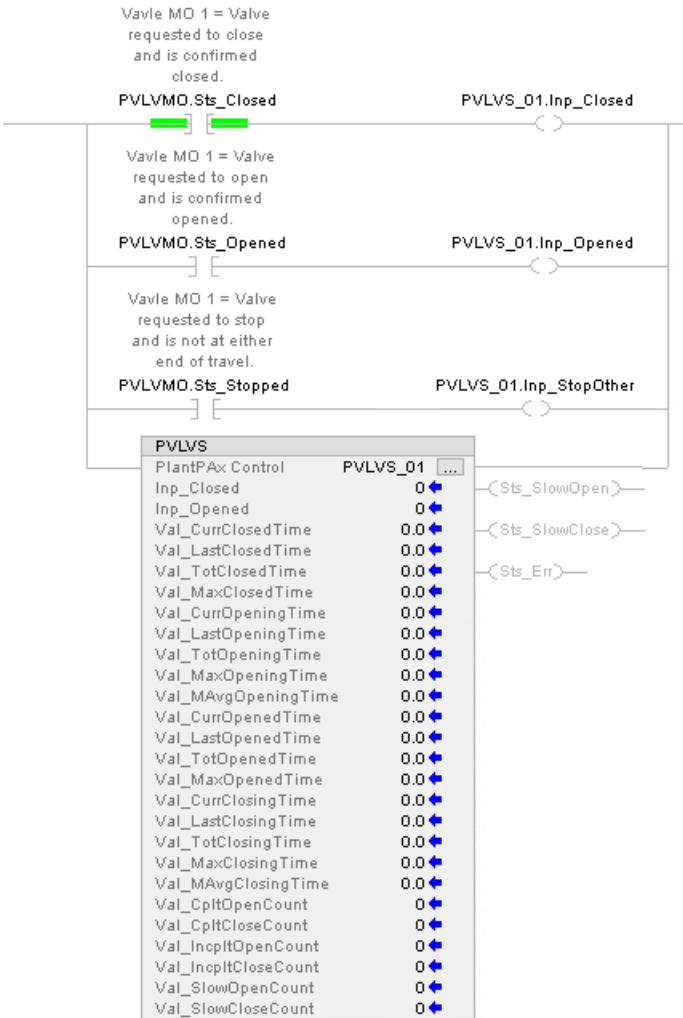 Vavle MO 1 = Valve
requested to close
and is confirmed
closed.
PVLVMO.Sts_Closed PVLVS_01.Inp_Closed
Vavle MO 1 = Valve
requested to open
and is confirmed
opened.
PVLVMO.Sts_Opened PVLVS_01.Inp_Opened
Vavle MO 1 = Valve
requested to stop
and is not at either
end of travel.
PVLVMO.Sts_Stopped PVLVS_01.Inp_StopOther
PVLVS
PlantPAx Control PVLVS_01 ...
Inp_Closed 0 Sts_SlowOpen
Inp_Opened 0
Val_CurrClosedTime 0.0 Sts_SlowClose
Val_LastClosedTime 0.0
Val_TotClosedTime 0.0 Sts_Err
Val_MaxClosedTime 0.0
Val_CurrOpeningTime 0.0
Val_LastOpeningTime 0.0
Val_TotOpeningTime 0.0
Val_MaxOpeningTime 0.0
Val_MAvgOpeningTime 0.0
Val_CurrOpenedTime 0.0
Val_LastOpenedTime 0.0
Val_TotOpenedTime 0.0
Val_MaxOpenedTime 0.0
Val_CurrClosingTime 0.0
Val_LastClosingTime 0.0
Val_TotClosingTime 0.0
Val_MaxClosingTime 0.0
Val_MAvgClosingTime 0.0
Val_CpltOpenCount 0
Val_CpltCloseCount 0
Val_IncpltOpenCount 0
Val_IncpltCloseCount 0
Val_SlowOpenCount 0
Val_SlowCloseCount 0